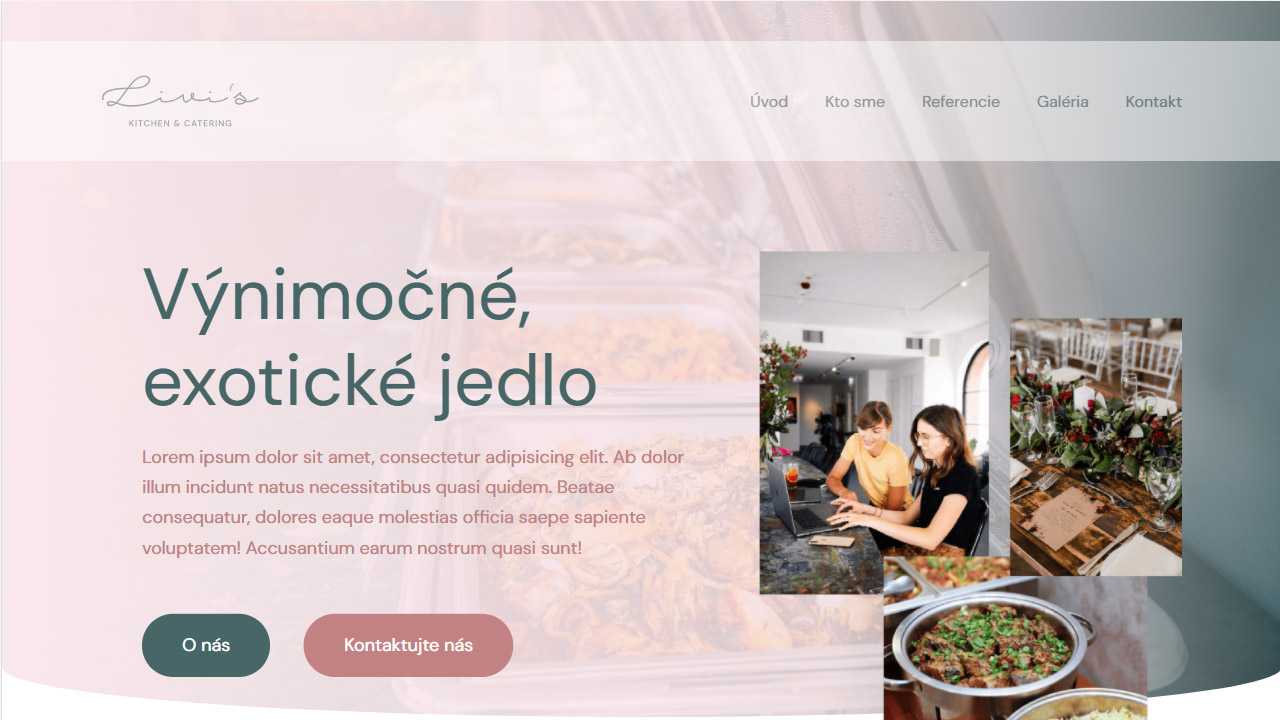 Livi's
KITCHEN & CATERING
Úvod
Kto sme
Referencie
Galéria
Kontakt
Výnimočné,
exotické jedlo
Lorem ipsum dolor sit amet, consectetur adipisicing elit. Ab dolor
illum incidunt natus necessitatibus quasi quidem. Beatae
consequatur, dolores eaque molestias officia saepe sapiente
voluptatem! Accusantium earum nostrum quasi sunt!
O nás
Kontaktujte nás